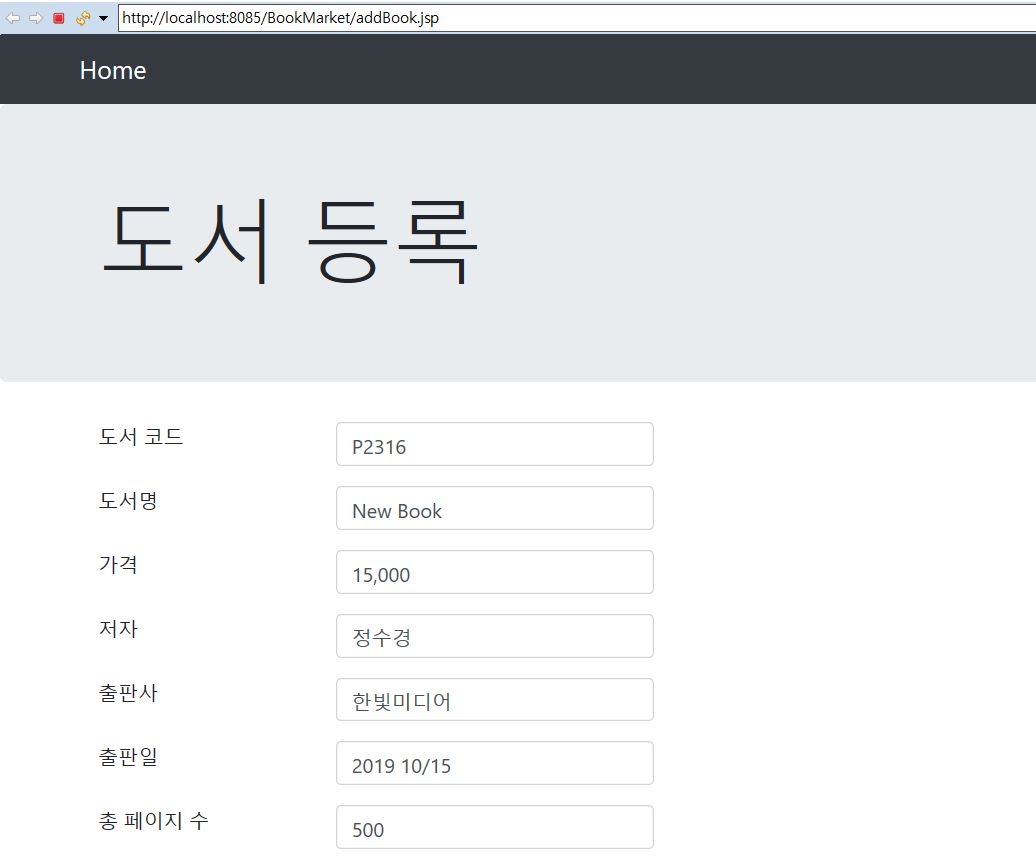 http://localhost:8085/BookMarket/addBook.jsp
Home
도서 등록
도서 코드 P2316
도서명 New Book
가격 15,000
저자 정수경
출판사 한빛미디어
출판일 2019 10/15
총 페이지 수 500